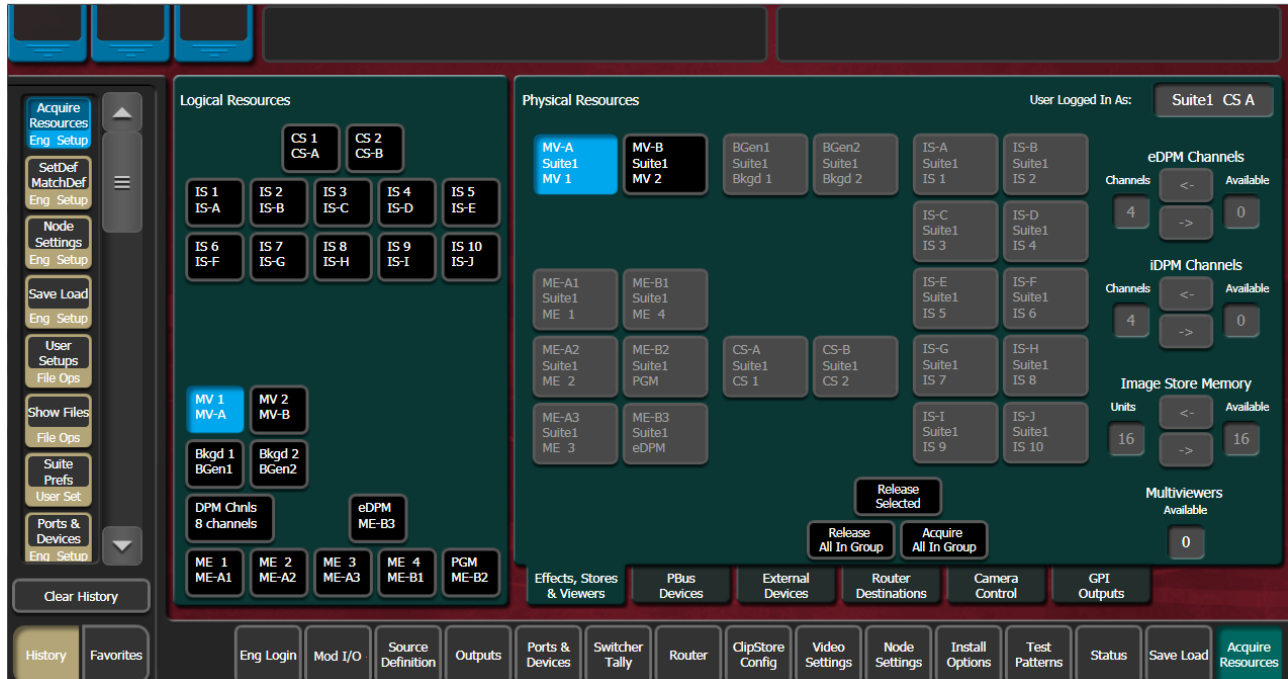 Acquire
Resources
Eng Setup
SetDef
MatchDef
Eng Setup
Node
Settings
Eng Setup
Save Load
Eng Setup
User
Setups
File Ops
Show Files
File Ops
Suite
Prefs
User Set
Ports &
Devices
Eng Setup
Clear History
History
Favorites
Logical Resources
CS 1
CS-A
CS 2
CS-B
IS 1
IS-A
IS 2
IS-B
IS 3
IS-C
IS 4
IS-D
IS 5
IS-E
IS 6
IS-F
IS 7
IS-G
IS 8
IS-H
IS 9
IS-I
IS 10
IS-J
MV 1
MV-A
MV 2
MV-B
Bkgd 1
BGen1
Bkgd 2
BGen2
DPM Chnls
8 channels
eDPM
ME-B3
ME 1
ME-A1
ME 2
ME-A2
ME 3
ME-A3
ME 4
ME-B1
PGM
ME-B2
Physical Resources
User Logged In As:
Suite1 CS A
MV-A
Suite1
MV 1
MV-B
Suite1
MV 2
BGen1
Suite1
Bkgd 1
BGen2
Suite1
Bkgd 2
IS-A
Suite1
IS 1
IS-B
Suite1
IS 2
IS-C
Suite1
IS 3
IS-D
Suite1
IS 4
ME-A1
Suite1
ME 1
ME-B1
Suite1
ME 4
IS-E
Suite1
IS 5
IS-F
Suite1
IS 6
ME-A2
Suite1
ME 2
ME-B2
Suite1
PGM
CS-A
Suite1
CS 1
CS-B
Suite1
CS 2
IS-G
Suite1
IS 7
IS-H
Suite1
IS 8
ME-A3
Suite1
ME 3
ME-B3
Suite1
eDPM
IS-I
Suite1
IS 9
IS-J
Suite1
IS 10
eDPM Channels
Channels
<-
Available
4
->
0
iDPM Channels
Channels
<-
Available
4
->
0
Image Store Memory
Units
<-
Available
16
->
16
Multiviewers
Available
0
Release
Selected
Release
All In Group
Acquire
All In Group
Effects, Stores
& Viewers
PBus
Devices
External
Devices
Router
Destinations
Camera
Control
GPI
Outputs
Eng Login
Mod I/O
Source
Definition
Outputs
Ports &
Devices
Switcher
Tally
Router
ClipStore
Config
Video
Settings
Node
Settings
Install
Options
Test
Patterns
Status
Save Load
Acquire
Resources